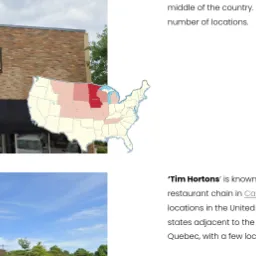 middle of the country.
number of locations.
'Tim Hortons' is known
restaurant chain in Ca
locations in the United
states adjacent to the
Quebec, with a few loc